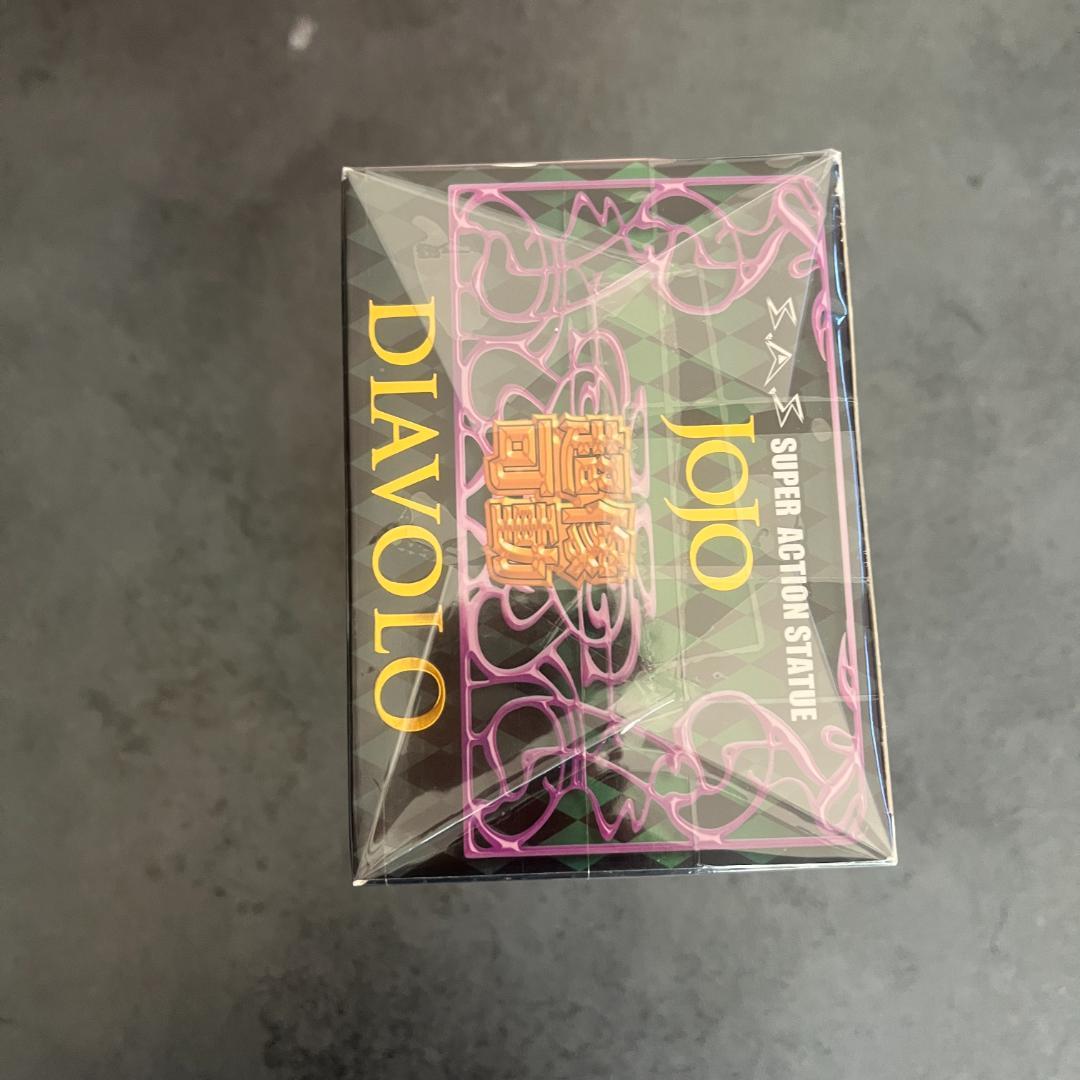 S.A.S SUPER ACTION STATUE
JOJO
超像
可動
DIAVOLO